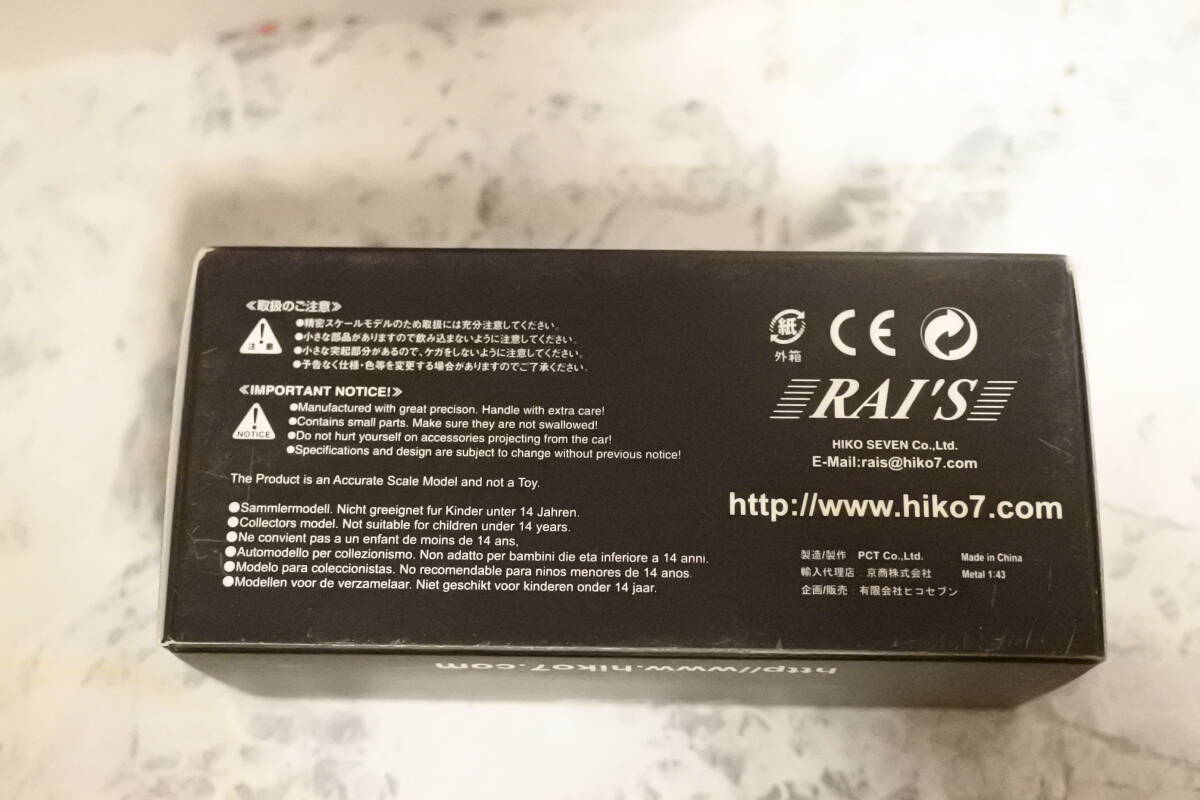 ≪取扱のご注意≫
注意
●精密スケールモデルのため取扱には充分注意してください。
●小さな部品がありますので飲み込まないように注意してください。
●小さな突起部分があるので、ケガをしないように注意してください。
●予告なく仕様・色等を変更する場合がありますのでご了承ください。
≪IMPORTANT NOTICE!≫
NOTICE
●Manufactured with great precison. Handle with extra care!
●Contains small parts. Make sure they are not swallowed!
●Do not hurt yourself on accessories projecting from the car!
●Specifications and design are subject to change without previous notice!
The Product is an Accurate Scale Model and not a Toy.
●Sammlermodell. Nicht geeignet fur Kinder unter 14 Jahren.
●Collectors model. Not suitable for children under 14 years.
●Ne convient pas a un enfant de moins de 14 ans,
●Automodello per collezionismo. Non adatto per bambini die eta inferiore a 14 anni.
●Modelo para coleccionistas. No recomendable para ninos menores de 14 anos.
●Modellen voor de verzamelaar. Niet geschikt voor kinderen onder 14 jaar.
紙
外箱
CE
RAI'S
HIKO SEVEN Co.,Ltd.
E-Mail:rais@hiko7.com
http://www.hiko7.com
製造/製作 PCT Co.,Ltd. Made in China
輸入代理店 : 京商株式会社 Metal 1:43
企画/販売 : 有限会社ヒコセブン
http://www.hiko7.com